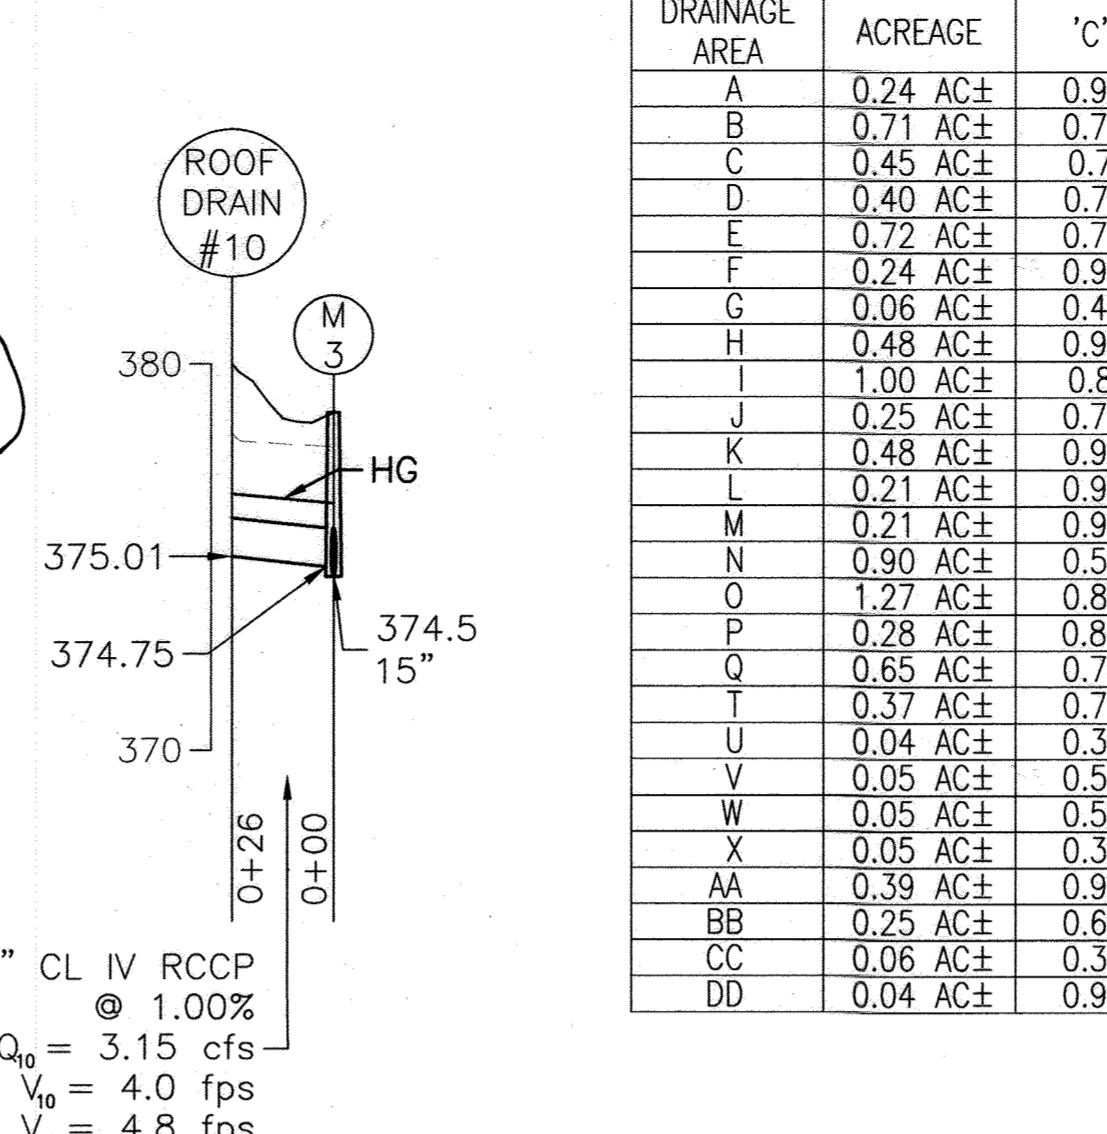 ROOF
DRAIN
#10
M
3
380
HG
375.01
374.75
374.5
15"
370
0+26
0+00
" CL IV RCCP
@ 1.00%
Q10 = 3.15 cfs
V10 = 4.0 fps
V = 4.8 fps
DRAINAGE AREA ACREAGE 'C'
A 0.24 AC±
B 0.71 AC±
C 0.45 AC±
D 0.40 AC±
E 0.72 AC±
F 0.24 AC±
G 0.06 AC±
H 0.48 AC±
I 1.00 AC±
J 0.25 AC±
K 0.48 AC±
L 0.21 AC±
M 0.21 AC±
N 0.90 AC±
O 1.27 AC±
P 0.28 AC±
Q 0.65 AC±
T 0.37 AC±
U 0.04 AC±
V 0.05 AC±
W 0.05 AC±
X 0.05 AC±
AA 0.39 AC±
BB 0.25 AC±
CC 0.06 AC±
DD 0.04 AC±